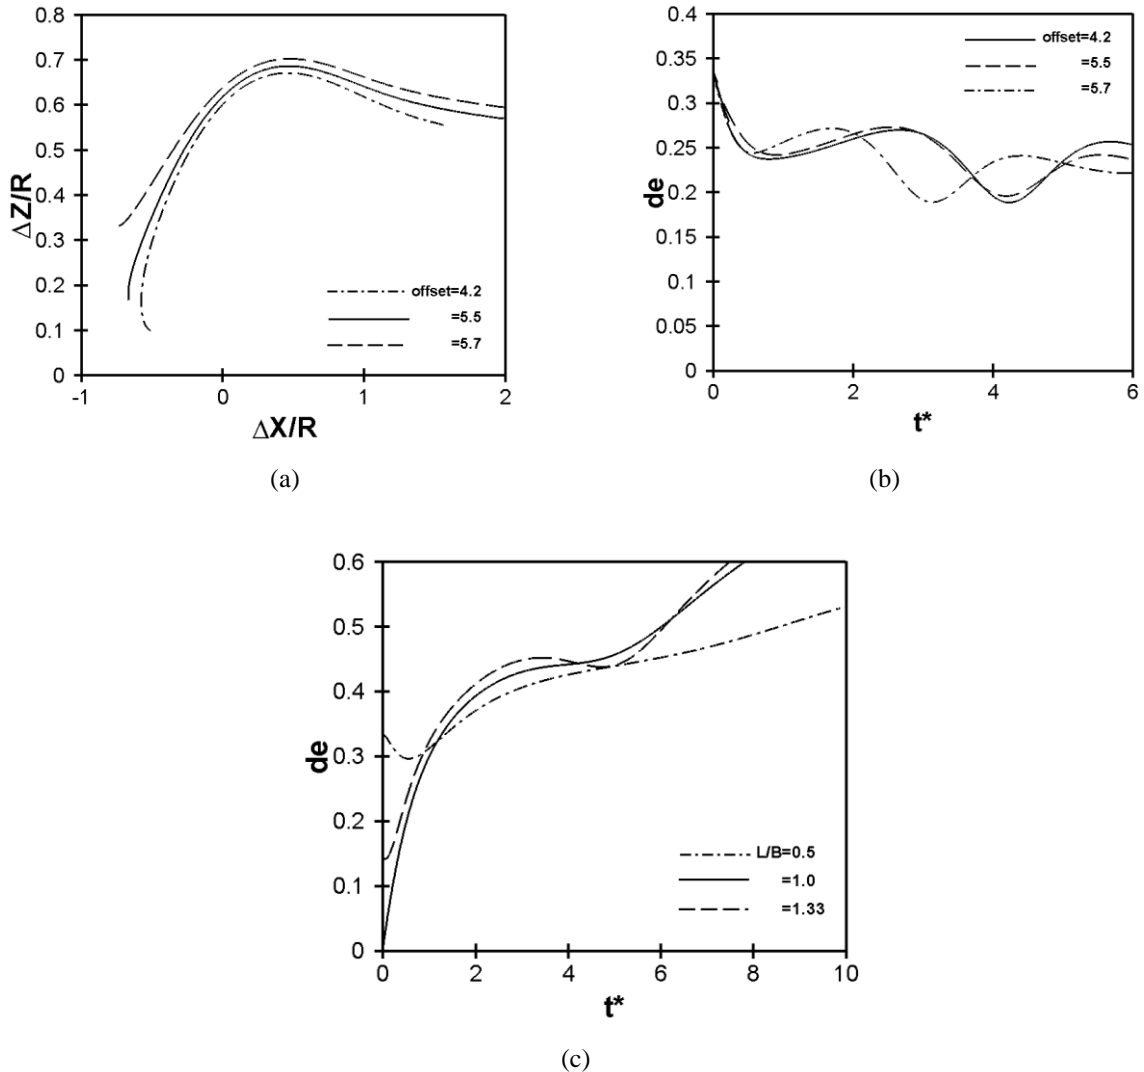 0.8
0.7
0.6
0.5
0.4
0.3
0.2
0.1
0
ΔZ/R
-1 0 1 2
ΔX/R
offset=4.2
=5.5
=5.7
(a)
0.4
0.35
0.3
0.25
0.2
0.15
0.1
0.05
0
de
0 2 4 6
t*
offset=4.2
=5.5
=5.7
(b)
0.6
0.5
0.4
0.3
0.2
0.1
0
de
0 2 4 6 8 10
t*
L/B=0.5
=1.0
=1.33
(c)